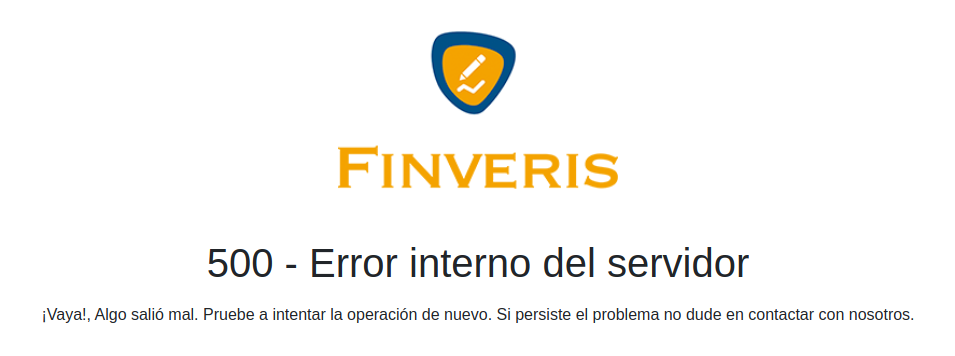 FINVERIS
500 - Error interno del servidor
¡Vaya!, Algo salió mal. Pruebe a intentar la operación de nuevo. Si persiste el problema no dude en contactar con nosotros.